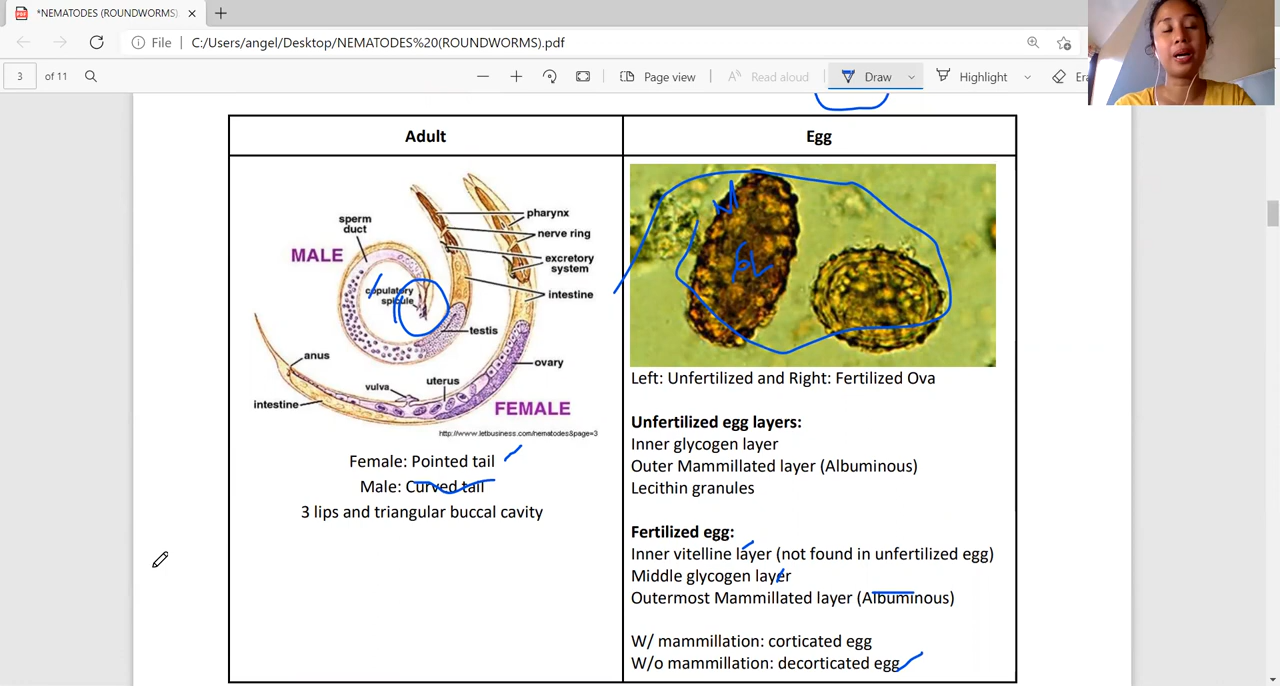 *NEMATODES (ROUNDWORMS)
File
C:/Users/angel/Desktop/NEMATODES%20(ROUNDWORMS).pdf
3 of 11
Page view
Read aloud
Draw
Highlight
Era
Adult
Egg
sperm duct
MALE
copulatory spicule
pharynx
nerve ring
excretory system
intestine
testis
ovary
anus
vulva
uterus
intestine
FEMALE
http://www.letbusiness.com/nematodes&page=3
Female: Pointed tail
Male: Curved tail
3 lips and triangular buccal cavity
Ml
GL
Left: Unfertilized and Right: Fertilized Ova
Unfertilized egg layers:
Inner glycogen layer
Outer Mammillated layer (Albuminous)
Lecithin granules
Fertilized egg:
Inner vitelline layer (not found in unfertilized egg)
Middle glycogen layer
Outermost Mammillated layer (Albuminous)
W/ mammillation: corticated egg
W/o mammillation: decorticated egg